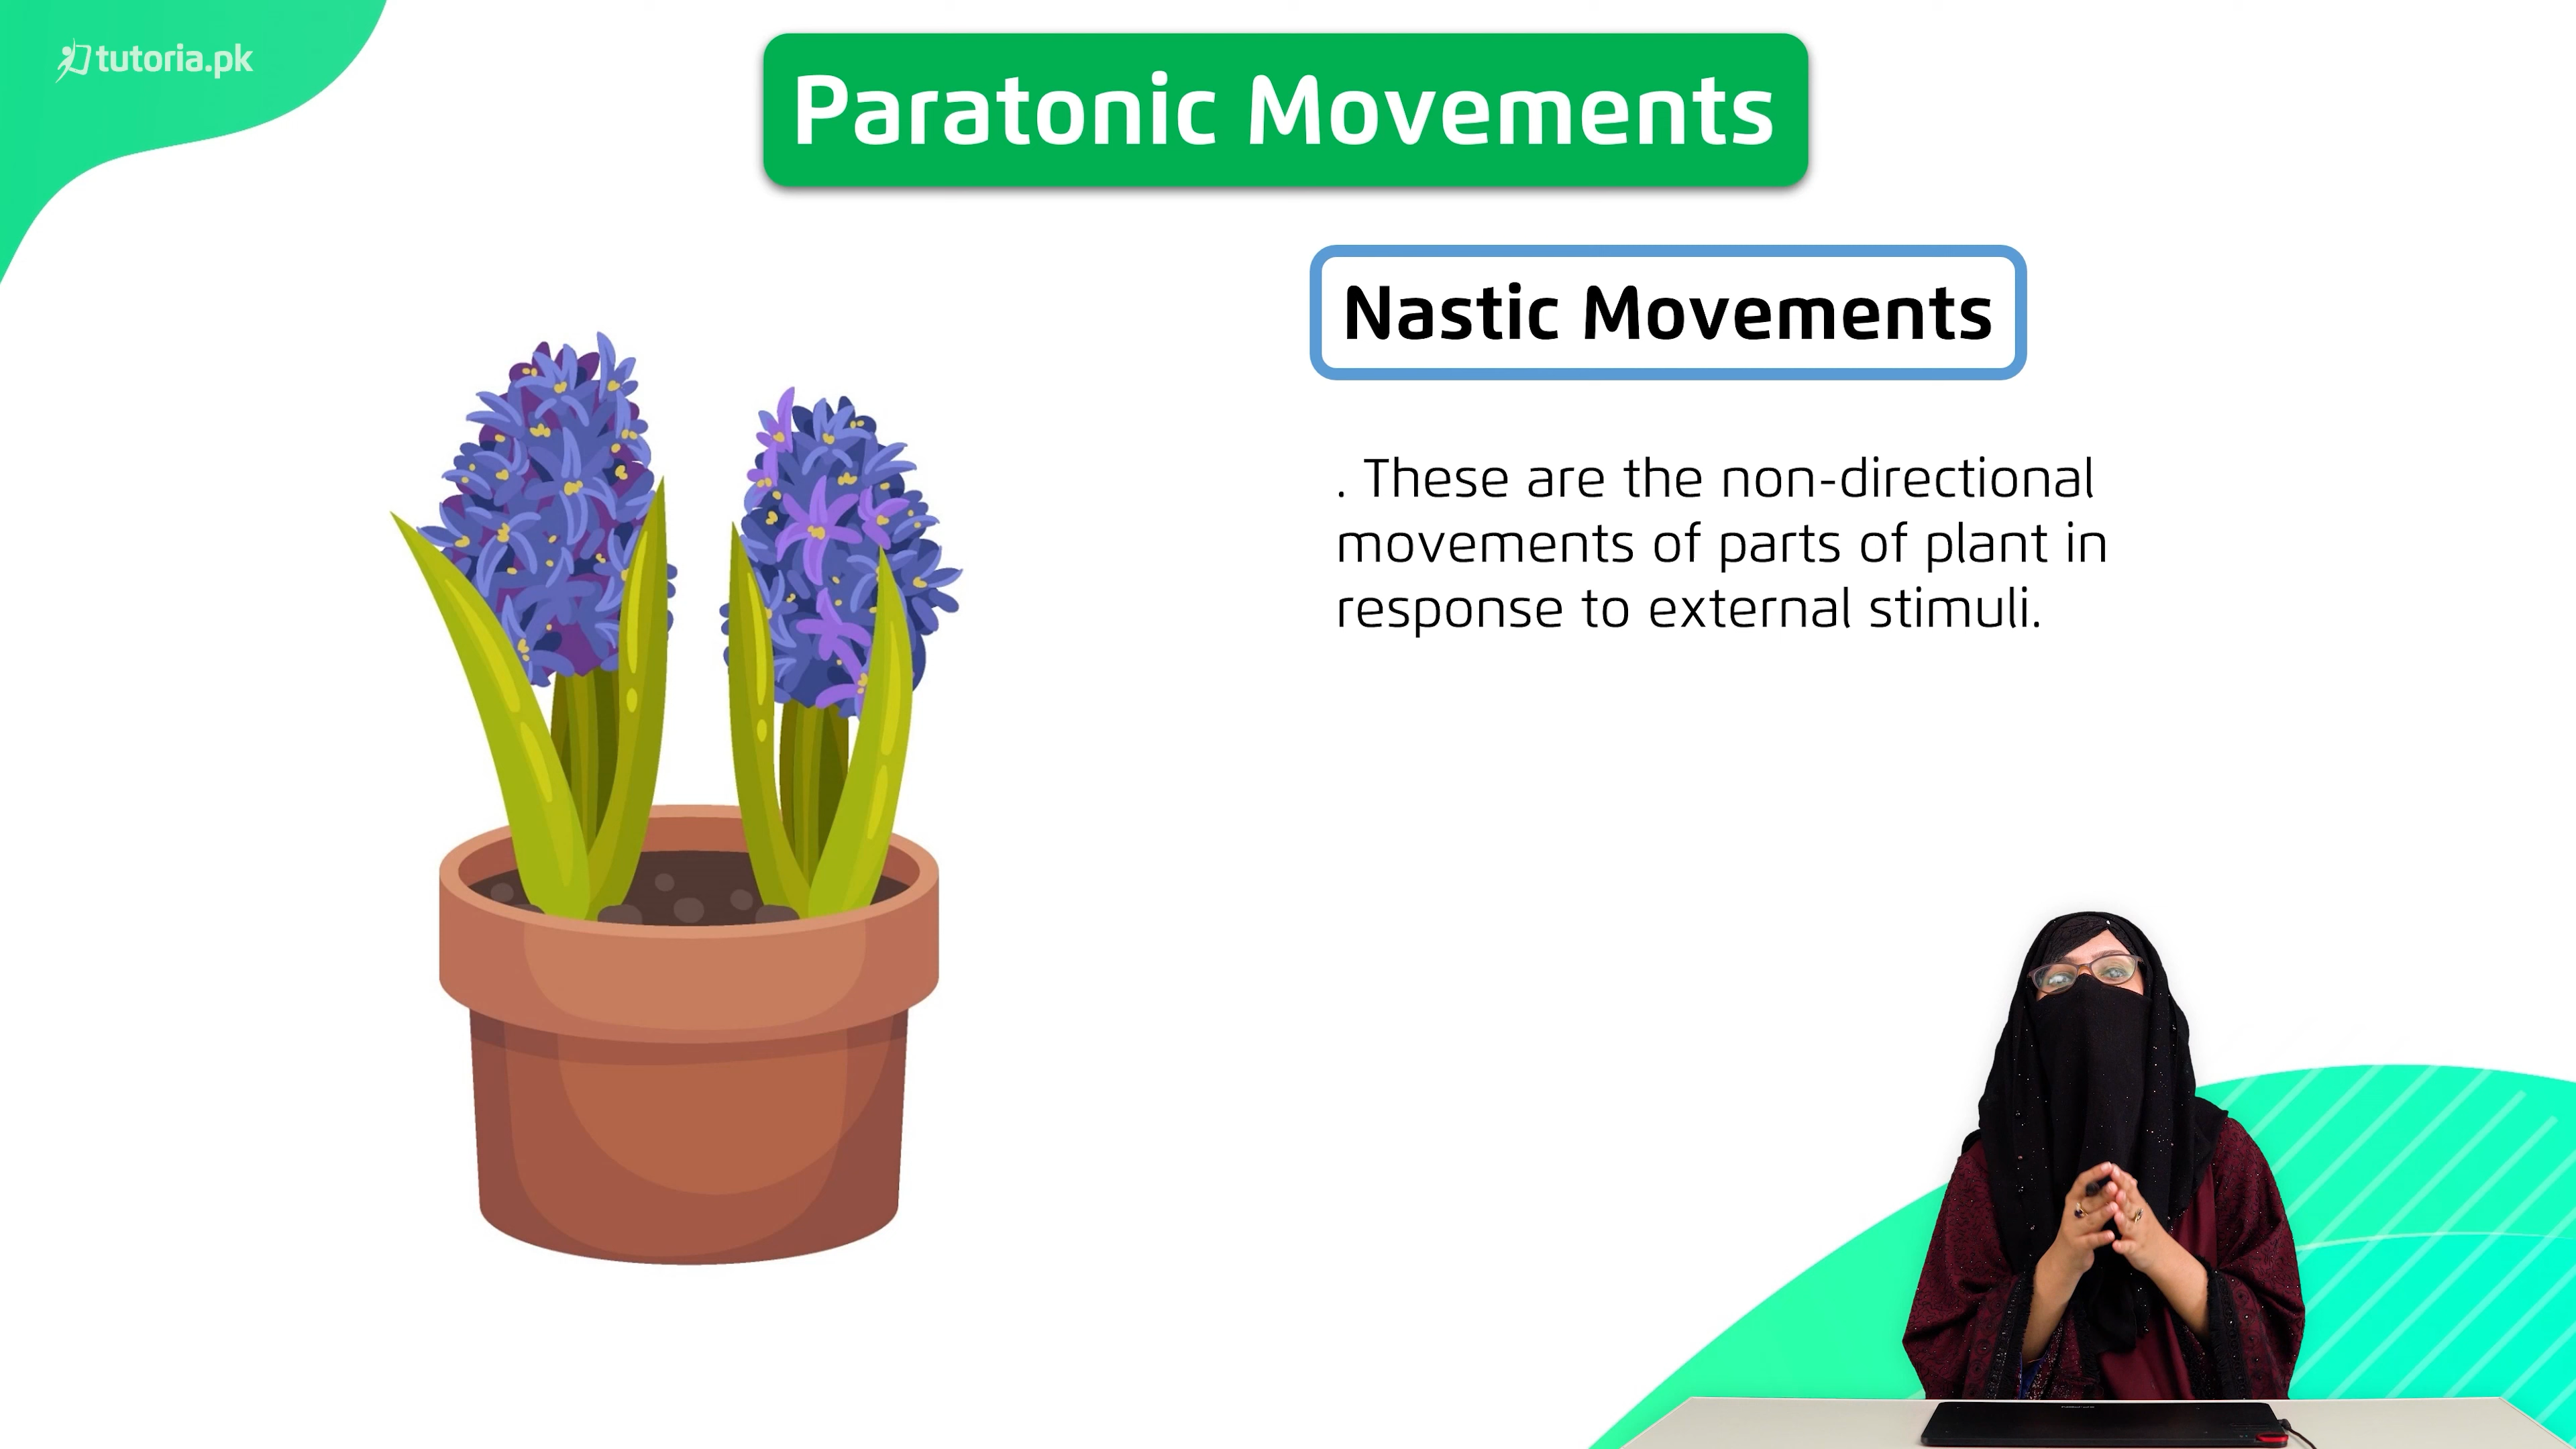 tutoria.pk
Paratonic Movements
Nastic Movements
. These are the non-directional
movements of parts of plant in
response to external stimuli.